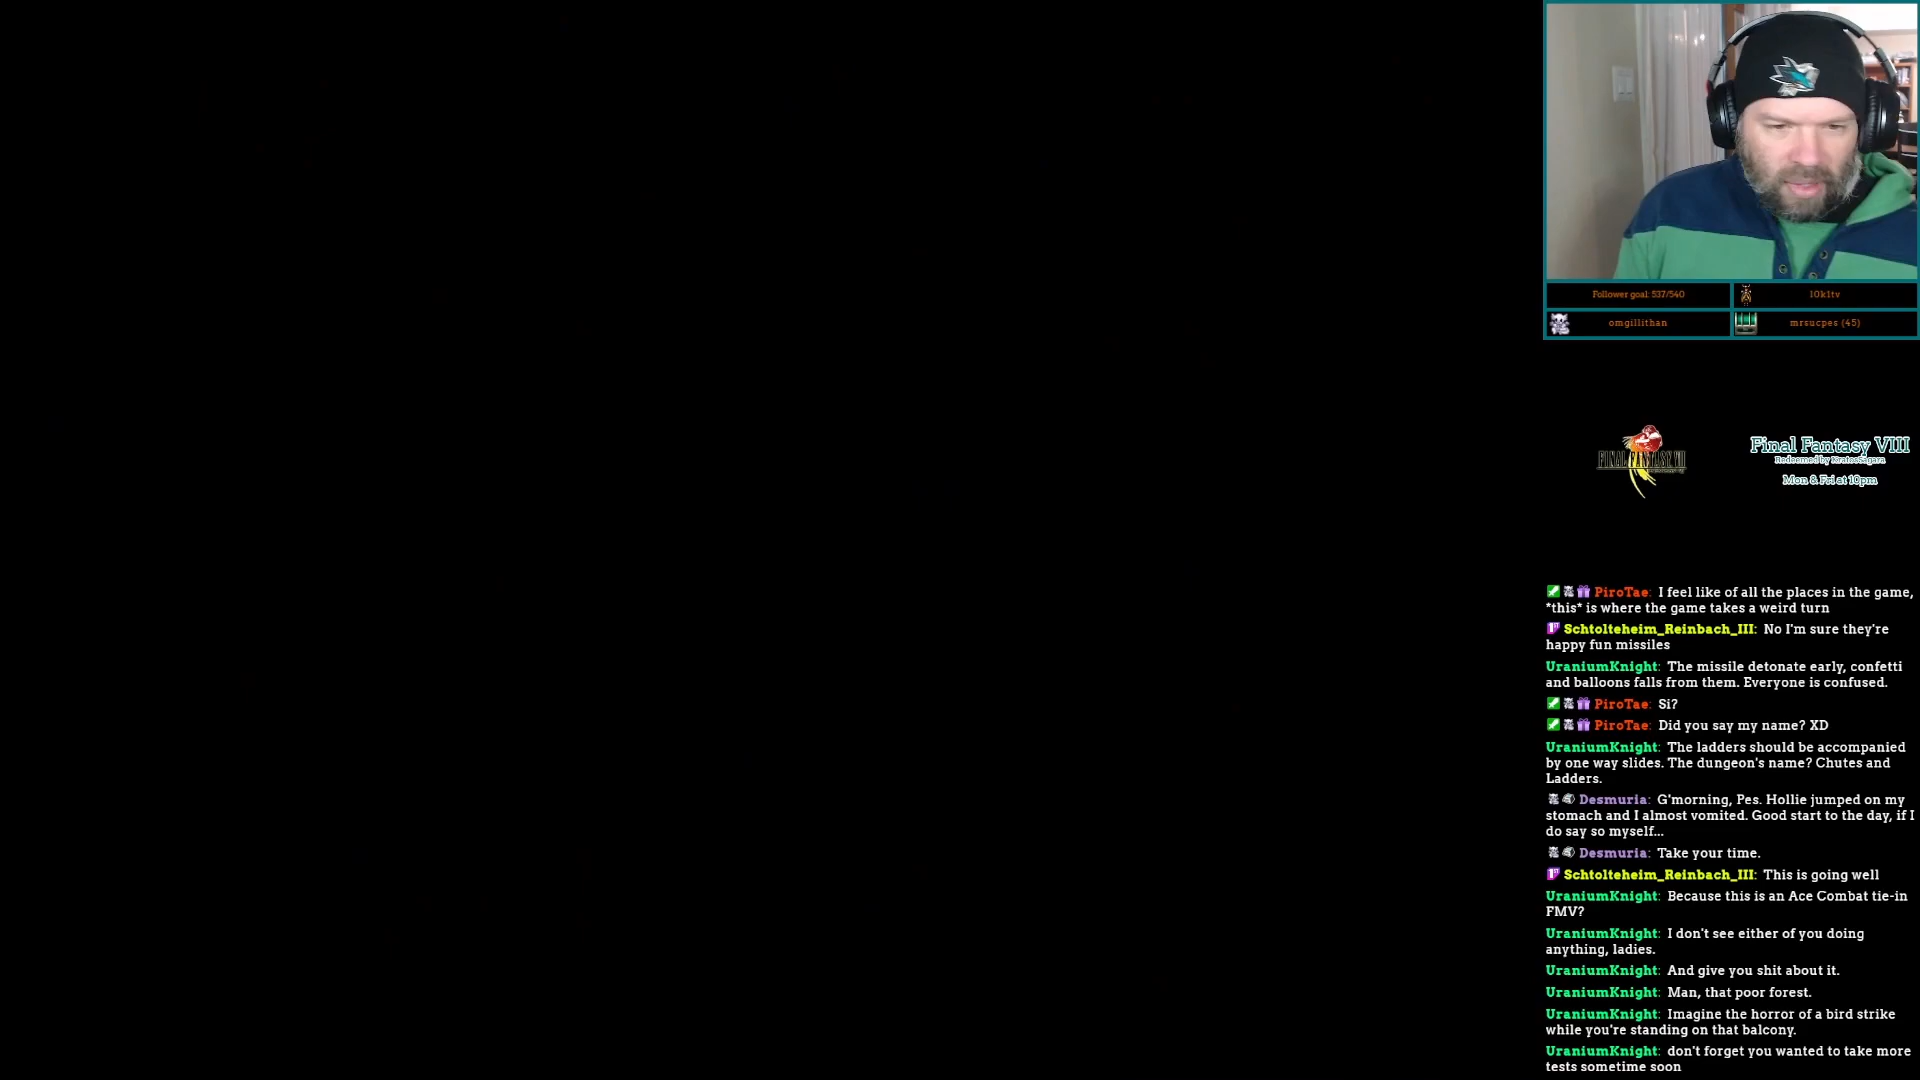 Follower goal: 537/540
10k1tv
omgillithan
mrsucpes (45)
FINAL FANTASY VIII
Final Fantasy VIII
Redeemed by XratosSagara
Mon & Fri at 10pm
PiroTae: I feel like of all the places in the game,
*this* is where the game takes a weird turn
Schtolteheim_Reinbach_III: No I'm sure they're
happy fun missiles
UraniumKnight: The missile detonate early, confetti
and balloons falls from them. Everyone is confused.
PiroTae: Si?
PiroTae: Did you say my name? XD
UraniumKnight: The ladders should be accompanied
by one way slides. The dungeon's name? Chutes and
Ladders.
Desmuria: G'morning, Pes. Hollie jumped on my
stomach and I almost vomited. Good start to the day, if I
do say so myself...
Desmuria: Take your time.
Schtolteheim_Reinbach_III: This is going well
UraniumKnight: Because this is an Ace Combat tie-in
FMV?
UraniumKnight: I don't see either of you doing
anything, ladies.
UraniumKnight: And give you shit about it.
UraniumKnight: Man, that poor forest.
UraniumKnight: Imagine the horror of a bird strike
while you're standing on that balcony.
UraniumKnight: don't forget you wanted to take more
tests sometime soon